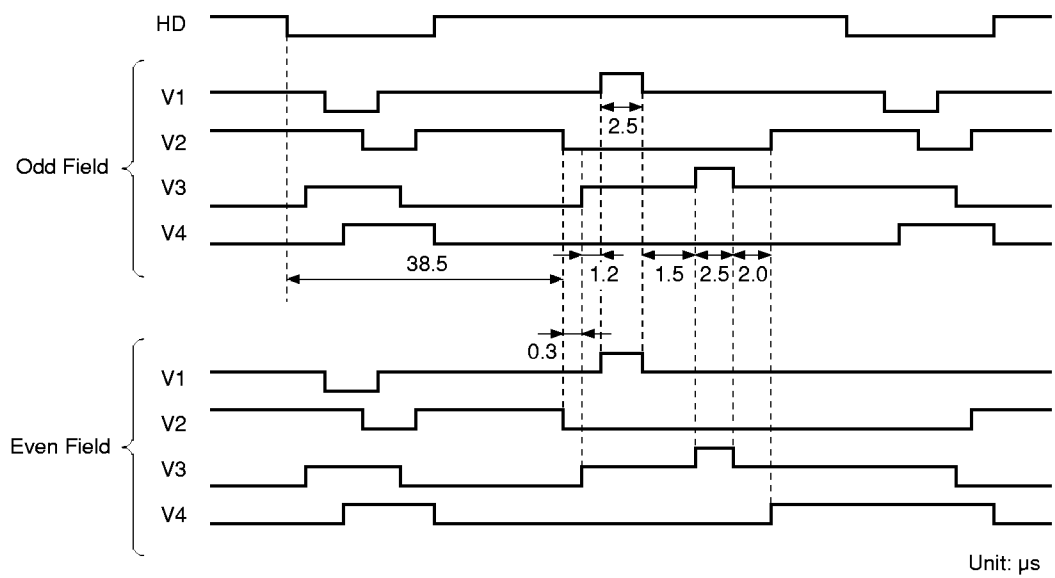 HD
Odd Field
V1
2.5
V2
V3
V4
38.5
1.2
1.5
2.5
2.0
0.3
Even Field
V1
V2
V3
V4
Unit: μs